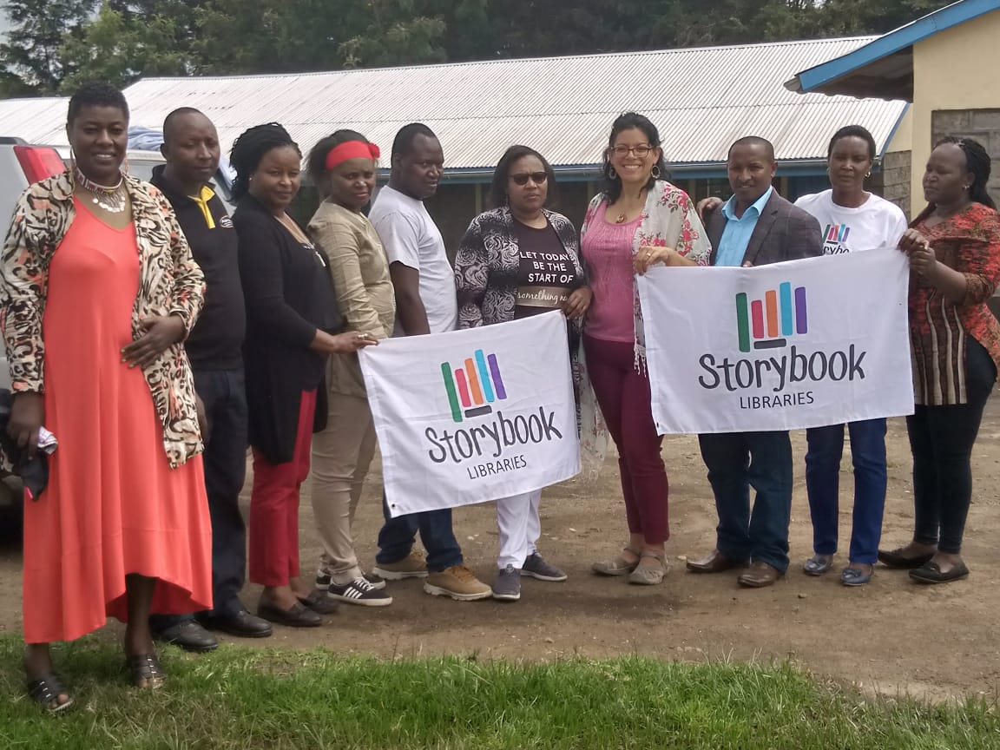 LET TODAY
BE THE
START OF
something
Storybook
LIBRARIES
Storybook
LIBRARIES